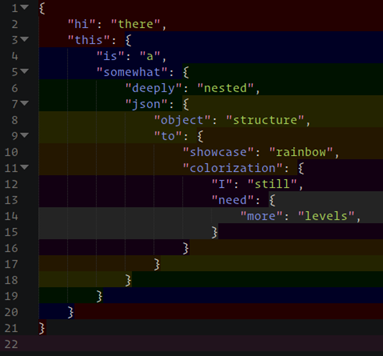 1 {
2     "hi": "there",
3     "this": {
4         "is": "a",
5         "somewhat": {
6             "deeply": "nested",
7             "json": {
8                 "object": "structure",
9                 "to": {
10                     "showcase": "rainbow",
11                     "colorization": {
12                         "I": "still",
13                         "need": {
14                             "more": "levels",
15                         }
16                     }
17                 }
18             }
19         }
20     }
21 }
22